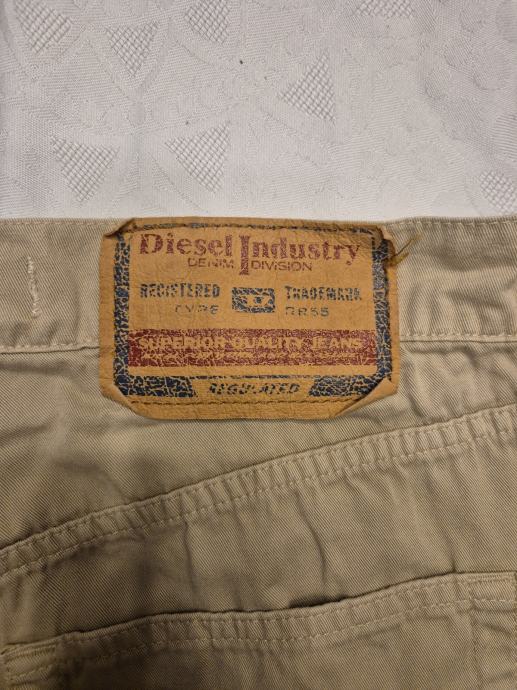 Diesel Industry
DENIM DIVISION
REGISTERED TRADEMARK
TYPE RR55
SUPERIOR QUALITY JEANS
REGULATED